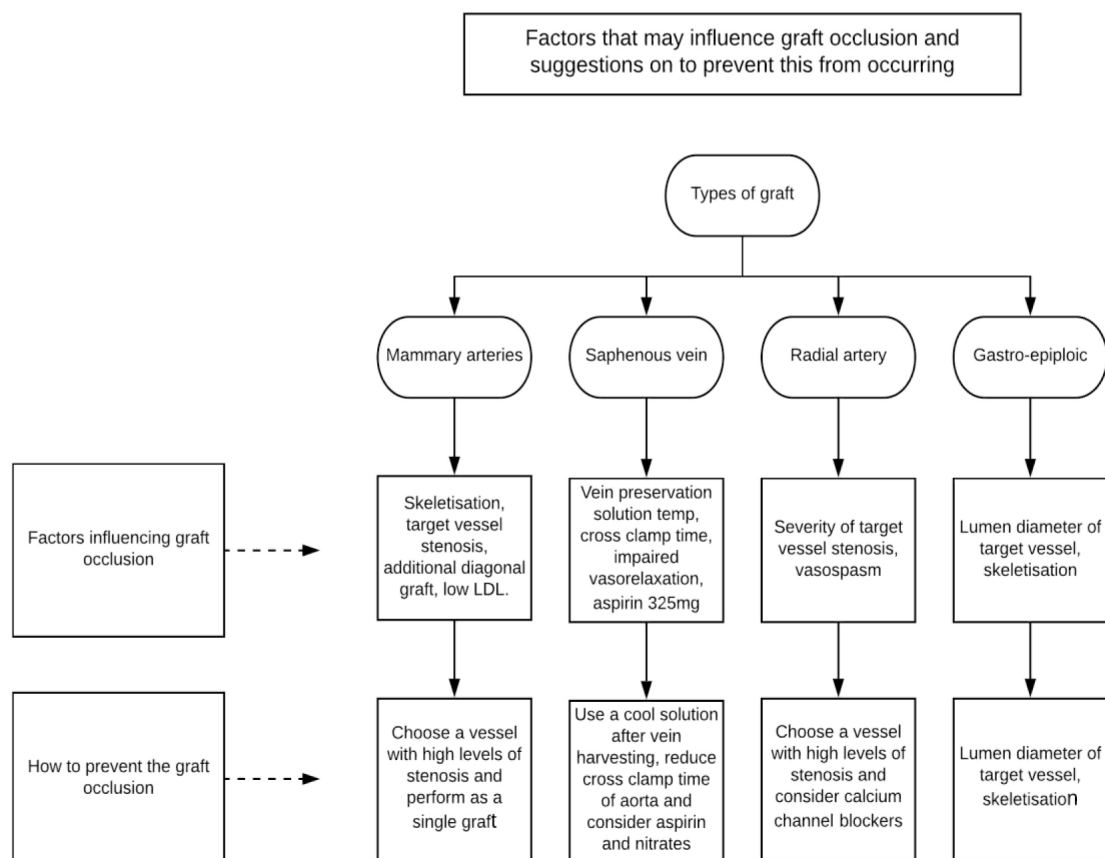 Factors that may influence graft occlusion and
suggestions on to prevent this from occurring
Types of graft
Mammary arteries
Saphenous vein
Radial artery
Gastro-epiploic
Factors influencing graft
occlusion
Skeletisation,
target vessel
stenosis,
additional diagonal
graft, low LDL.
Vein preservation
solution temp,
cross clamp time,
impaired
vasorelaxation,
aspirin 325mg
Severity of target
vessel stenosis,
vasospasm
Lumen diameter of
target vessel,
skeletisation
How to prevent the graft
occlusion
Choose a vessel
with high levels of
stenosis and
perform as a
single graft
Use a cool solution
after vein
harvesting, reduce
cross clamp time
of aorta and
consider aspirin
and nitrates
Choose a vessel
with high levels of
stenosis and
consider calcium
channel blockers
Lumen diameter of
target vessel,
skeletisation